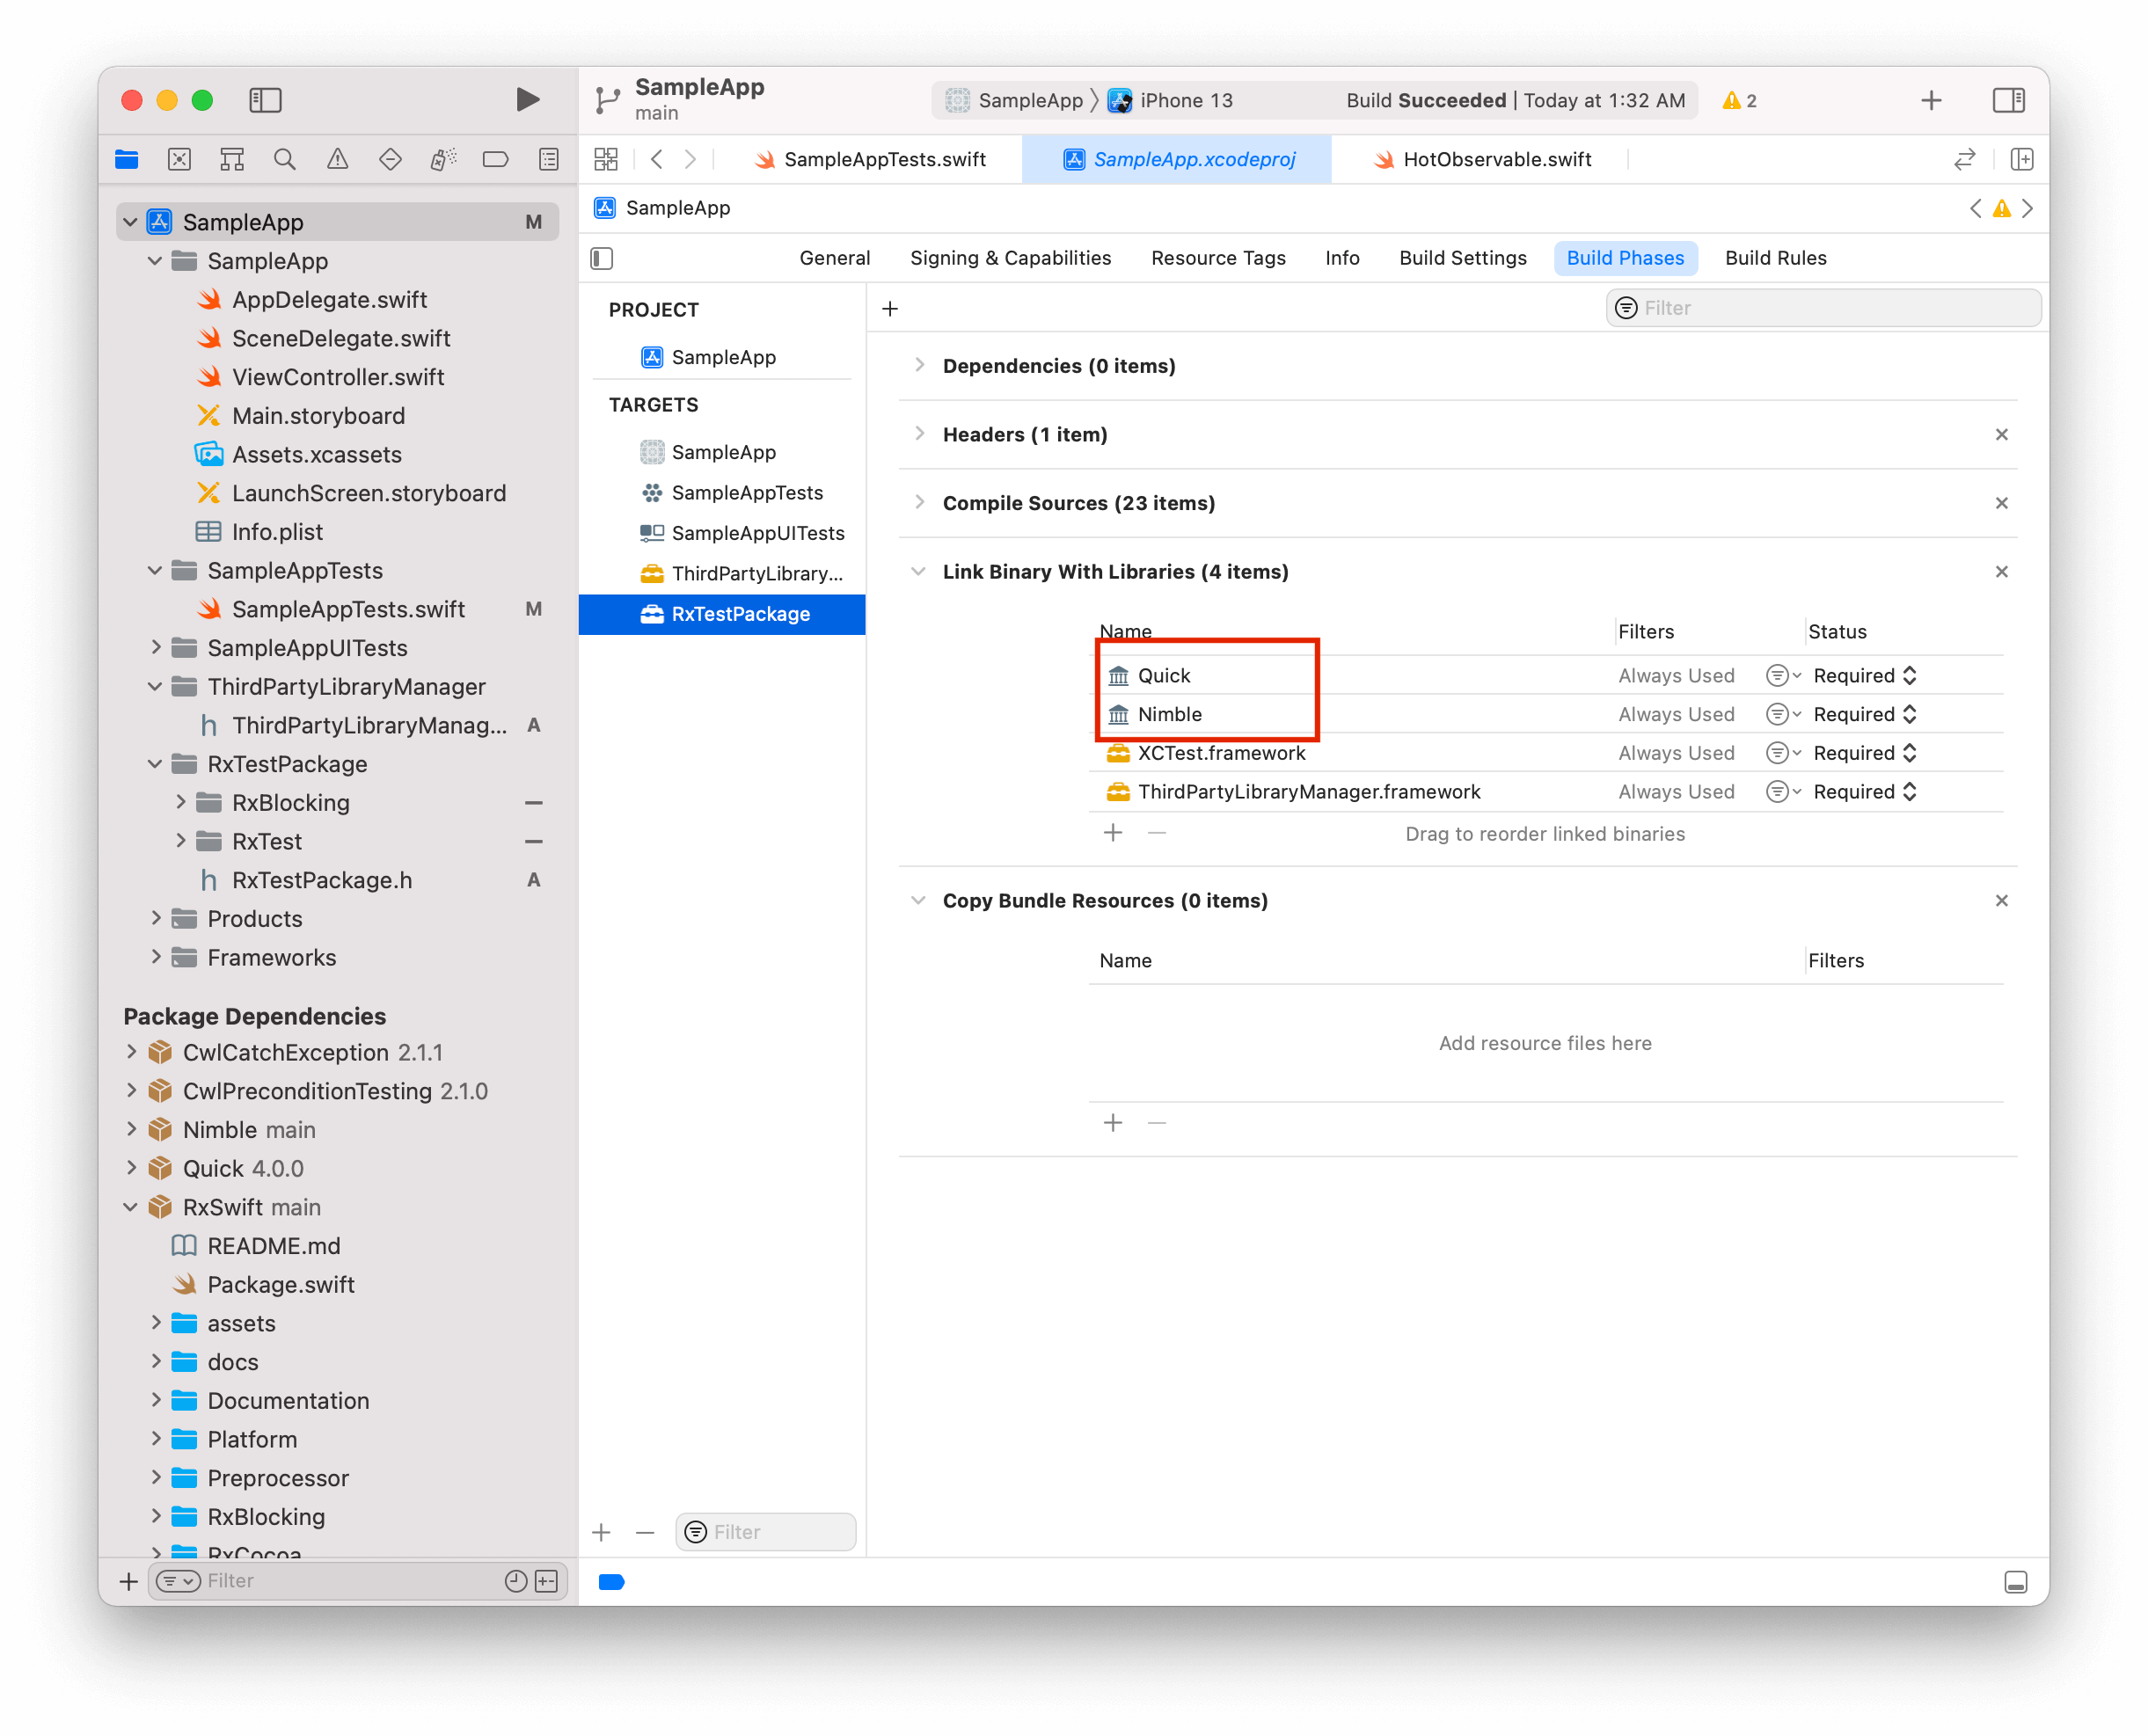 SampleApp
main
SampleApp
iPhone 13
Build Succeeded | Today at 1:32 AM
2
SampleAppTests.swift
SampleApp.xcodeproj
HotObservable.swift
SampleApp
General
Signing & Capabilities
Resource Tags
Info
Build Settings
Build Phases
Build Rules
SampleApp M
SampleApp
AppDelegate.swift
SceneDelegate.swift
ViewController.swift
Main.storyboard
Assets.xcassets
LaunchScreen.storyboard
Info.plist
SampleAppTests
SampleAppTests.swift M
SampleAppUITests
ThirdPartyLibraryManager
ThirdPartyLibraryManag... A
RxTestPackage
RxBlocking
RxTest
RxTestPackage.h A
Products
Frameworks
Package Dependencies
CwlCatchException 2.1.1
CwlPreconditionTesting 2.1.0
Nimble main
Quick 4.0.0
RxSwift main
README.md
Package.swift
assets
docs
Documentation
Platform
Preprocessor
RxBlocking
RxCocoa
Filter
PROJECT
SampleApp
TARGETS
SampleApp
SampleAppTests
SampleAppUITests
ThirdPartyLibrary...
RxTestPackage
Filter
Filter
Dependencies (0 items)
Headers (1 item)
Compile Sources (23 items)
Link Binary With Libraries (4 items)
Name Filters Status
Quick Always Used Required
Nimble Always Used Required
XCTest.framework Always Used Required
ThirdPartyLibraryManager.framework Always Used Required
Drag to reorder linked binaries
Copy Bundle Resources (0 items)
Name Filters
Add resource files here